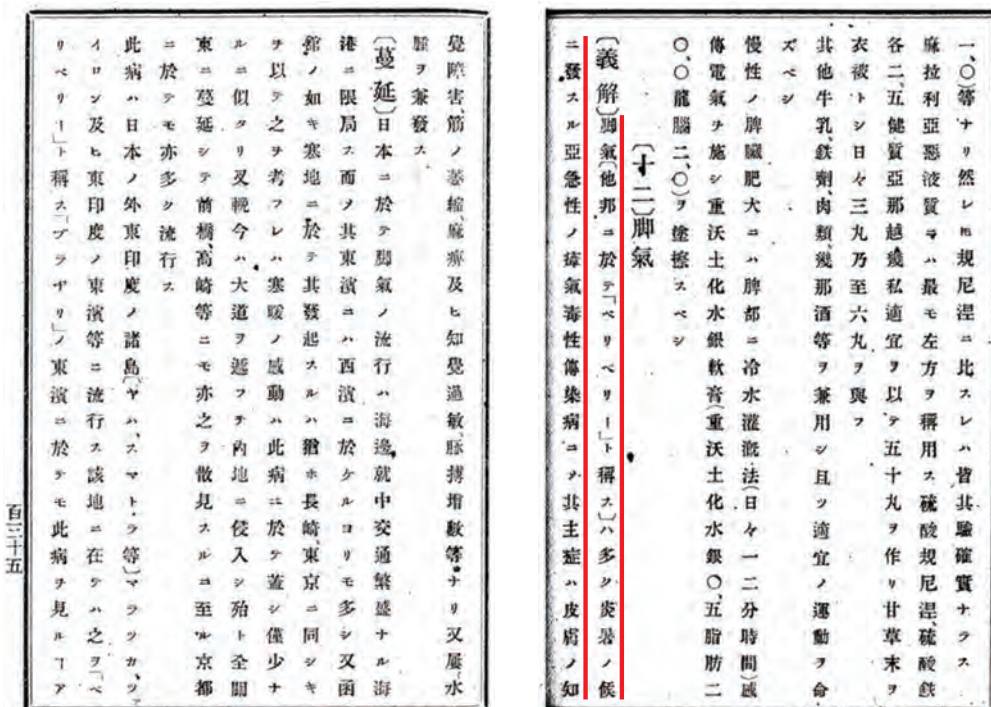 一、〇)等ナリ然レ𪜈規尼涅ニ比スレハ皆其驗確實ナラス
麻拉利亞惡液質ニハ最モ左方ヲ稱用ス硫酸規尼涅、硫酸鉄
各二、五健質亞那越幾私適宜ヲ以テ五十丸ヲ作リ甘草末ヲ
衣被トシ日々三丸乃至六丸ヲ與フ
其他牛乳、鉄劑、肉類、幾那酒等ヲ兼用シ且ツ適宜ノ運動ヲ命
ズベシ
慢性ノ脾臟肥大ニハ脾部ニ冷水灌漑法(日々一二分時間)感
傳電氣ヲ施シ重沃土化水銀軟膏(重沃土化水銀〇、五脂肪二
〇、〇龍腦二、〇)ヲ塗擦スベシ
〔十二〕脚氣
〔義解〕脚氣〔他邦ニ於テ「ベリベリー」ト稱ス〕ハ多シ炎暑ノ候
ニ發スル亞急性ノ瘴氣毒性傳染病ニ〆其主症ハ皮膚ノ知
覺障害、筋ノ萎縮、麻痹及ヒ知覺過敏、脈搏增數等ナリ又屢水
腫ヲ兼發ス
〔蔓延〕日本ニ於テ脚氣ノ流行ハ海邊就中交通繁盛ナル海
港ニ限局ス而〆其東濱ニハ西濱ニ於ケルヨリモ多シ又函
館ノ如キ寒地ニ於テ其發起スルハ猶ホ長崎、東京ニ同シキ
ヲ以テ之ヲ考フレハ寒暖ノ感動ハ此病ニ於テ蓋シ僅少ナ
ルニ似タリ又輓今ハ大道ヲ遞フテ內地ニ侵入シ殆ト全關
東ニ蔓延シテ前橋、高崎等ニモ亦之ヲ散見スルニ至ル京都
ニ於テモ亦多シ流行ス
此病ハ日本ノ外東印度ノ諸島〔ヤハ、スマトラ等〕マラツカ、ツ
イロン及ヒ東印度ノ東濱等ニ流行ス該地ニ在テハ之ヲ「ベ
リベリー」ト稱ス「ブラヂリ」ノ東濱ニ於テモ此病ヲ見ルヿア
百三十五